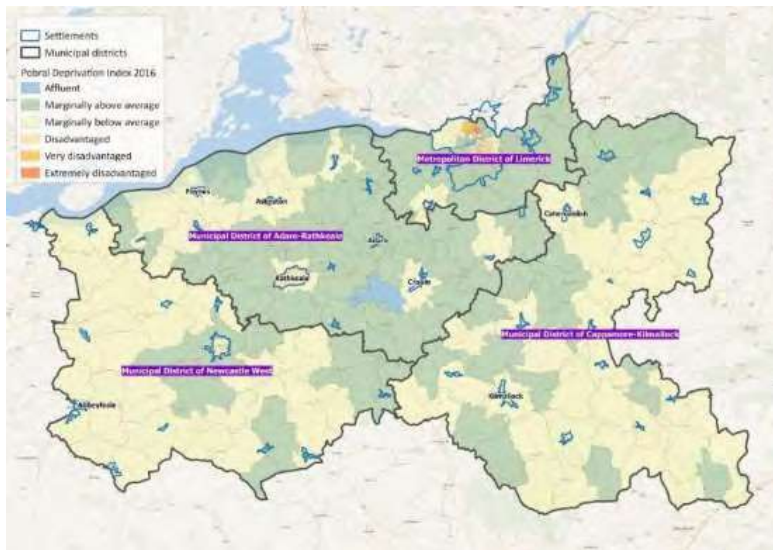 Settlements
Municipal districts
Pobral Deprivation Index 2016
Affluent
Marginally above average
Marginally below average
Disadvantaged
Very disadvantaged
Extremely disadvantaged
Metropolitan District of Limerick
Foynes
Askeaton
Caherconlish
Municipal District of Adare-Rathkeale
Adare
Rathkeale
Croom
Municipal District of Cappamore-Kilmallock
Municipal District of Newcastle West
Kilmallock
Abbeyfeale